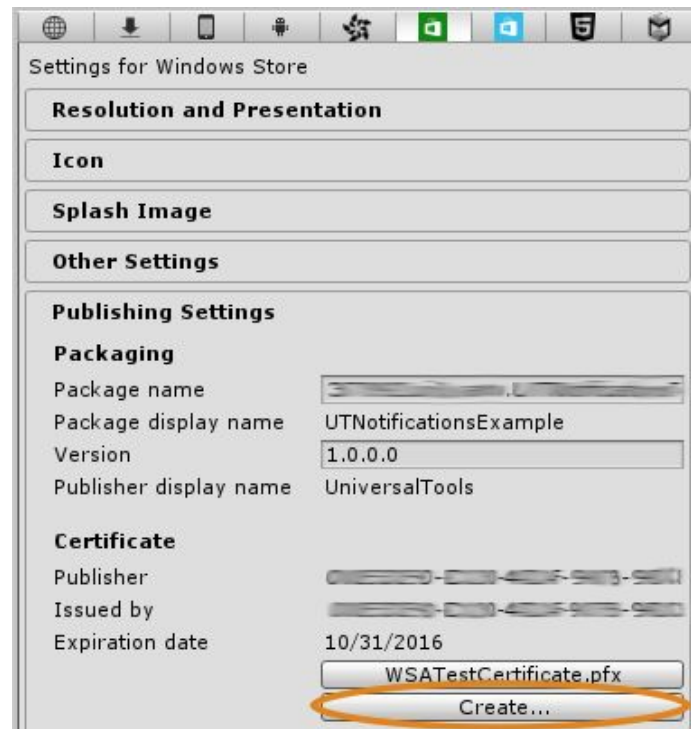 Settings for Windows Store
Resolution and Presentation
Icon
Splash Image
Other Settings
Publishing Settings
Packaging
Package name
Package display name UTNotificationsExample
Version 1.0.0.0
Publisher display name UniversalTools
Certificate
Publisher
Issued by
Expiration date 10/31/2016
WSATestCertificate.pfx
Create...